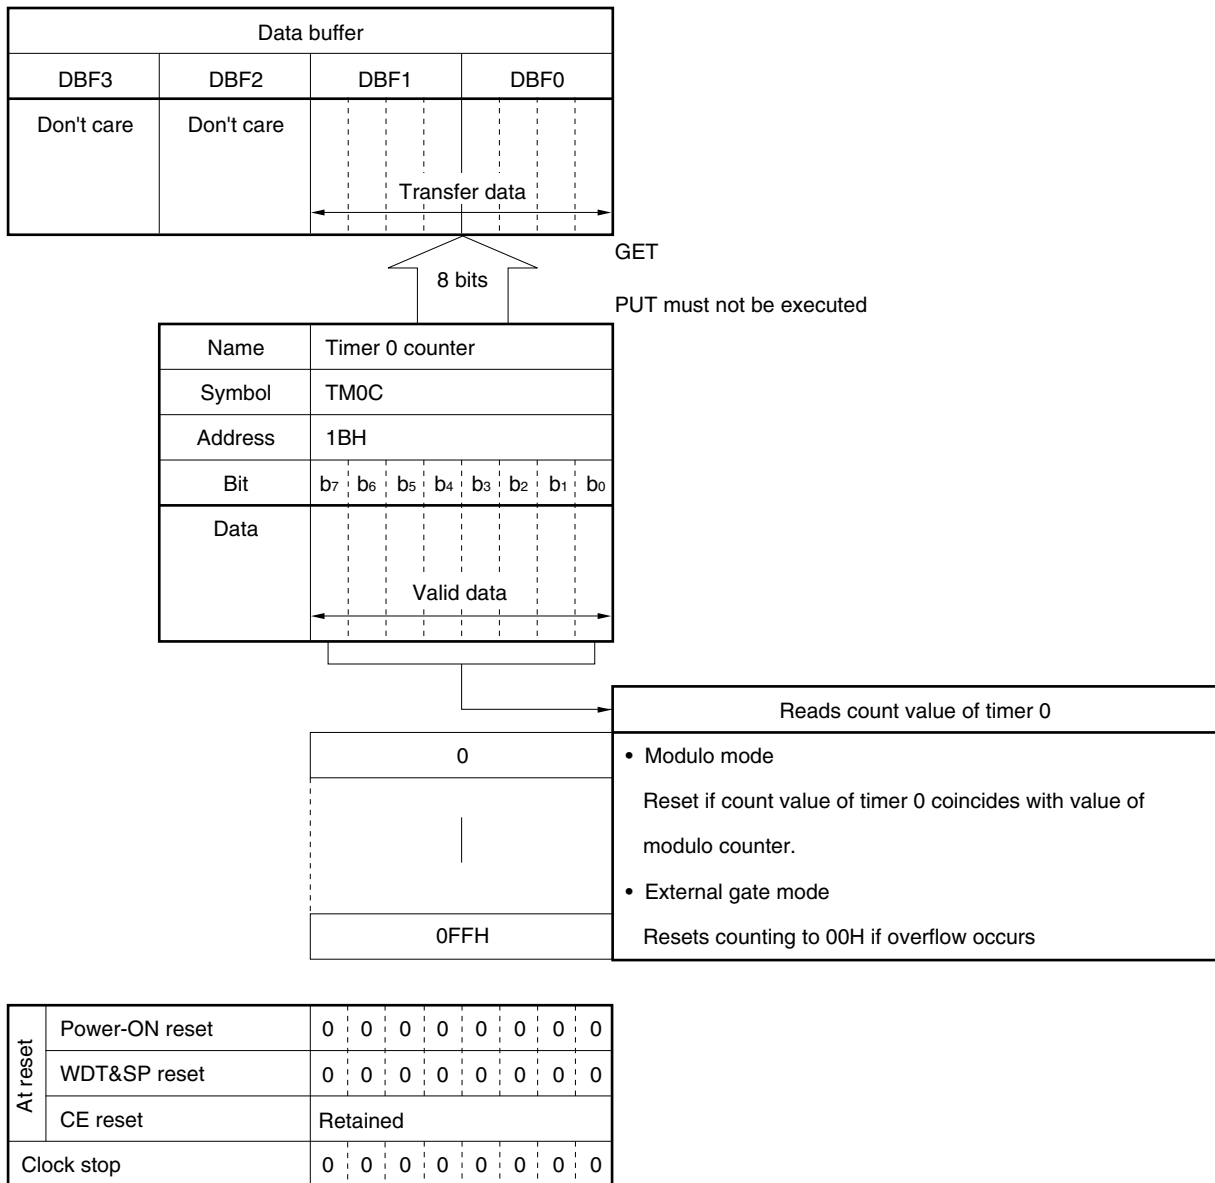 Data buffer
DBF3 DBF2 DBF1 DBF0
Don't care Don't care
Transfer data
GET
8 bits
PUT must not be executed
Name Timer 0 counter
Symbol TM0C
Address 1BH
Bit b7 b6 b5 b4 b3 b2 b1 b0
Data
Valid data
Reads count value of timer 0
0
• Modulo mode
Reset if count value of timer 0 coincides with value of
modulo counter.
• External gate mode
0FFH
Resets counting to 00H if overflow occurs
At reset
Power-ON reset 0 0 0 0 0 0 0 0
WDT&SP reset 0 0 0 0 0 0 0 0
CE reset Retained
Clock stop 0 0 0 0 0 0 0 0